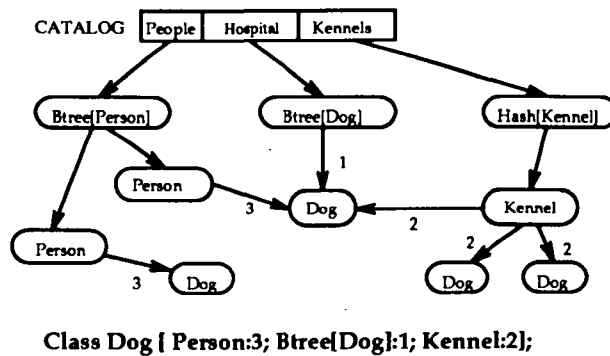 CATALOG People Hospital Kennels
Btree[Person] Btree[Dog] Hash[Kennel]
1
Person 3 Dog 2 Kennel
Person 2 2
3 Dog Dog Dog
Class Dog [ Person:3; Btree[Dog]:1; Kennel:2];